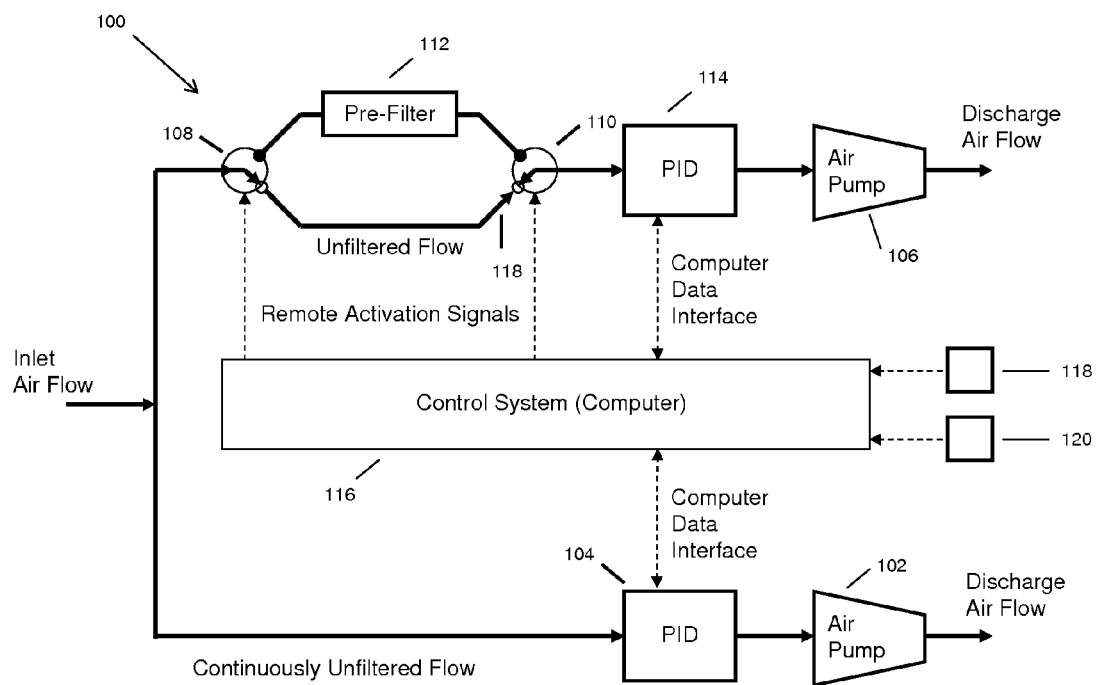 100
112
Pre-Filter
108
110
114
PID
Air
Pump
106
Discharge
Air Flow
Unfiltered Flow
118
Computer
Data
Interface
Remote Activation Signals
Inlet
Air Flow
Control System (Computer)
118
120
116
Computer
Data
Interface
104
PID
102
Air
Pump
Discharge
Air Flow
Continuously Unfiltered Flow